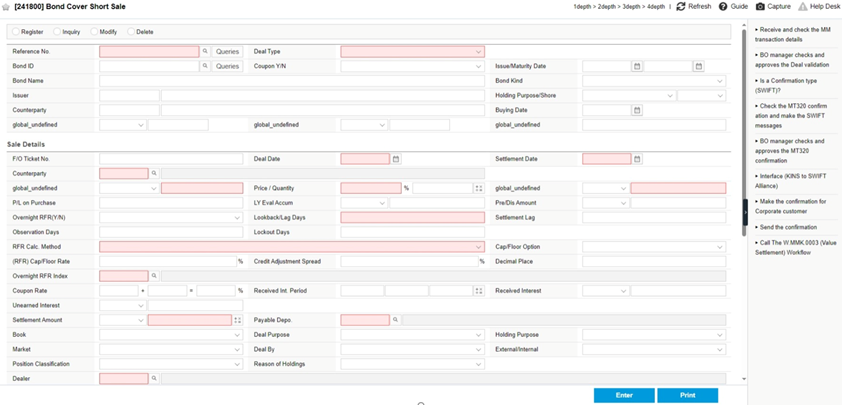 [241800] Bond Cover Short Sale
1depth > 2depth > 3depth > 4depth | Refresh Guide Capture Help Desk
Register Inquiry Modify Delete
Reference No. Queries Deal Type
Bond ID Queries Coupon Y/N Issue/Maturity Date
Bond Name Bond Kind
Issuer Holding Purpose/Shore
Counterparty Buying Date
global_undefined global_undefined global_undefined
Sale Details
F/O Ticket No. Deal Date Settlement Date
Counterparty
global_undefined Price / Quantity % global_undefined
P/L on Purchase LY Eval Accum Pre/Dis Amount
Overnight RFR(Y/N) Lookback/Lag Days Settlement Lag
Observation Days Lockout Days
RFR Calc. Method Cap/Floor Option
(RFR) Cap/Floor Rate % Credit Adjustment Spread % Decimal Place
Overnight RFR Index
Coupon Rate + + % Received Int. Period Received Interest
Unearned Interest
Settlement Amount Payable Depo.
Book Deal Purpose Holding Purpose
Market Deal By External/Internal
Position Classification Reason of Holdings
Dealer
Enter Print
Receive and check the MM
transaction details
BO manager checks and
approves the Deal validation
Is a Confirmation type
(SWIFT)?
Check the MT320 confirm
ation and make the SWIFT
messages
BO manager checks and
approves the MT320
confirmation
Interface (KINS to SWIFT
Alliance)
Make the confirmation for
Corporate customer
Send the confirmation
Call The W.MMK.0003 (Value
Settlement) Workflow